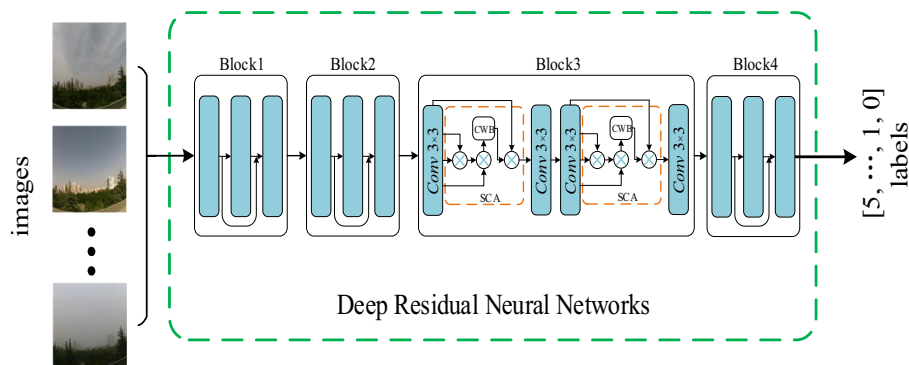 images
Block1
Block2
Block3
Block4
Conv 3×3
CWB
SCA
Conv 3×3
Conv 3×3
CWB
SCA
Conv 3×3
Deep Residual Neural Networks
[5, ⋯, 1, 0]
labels